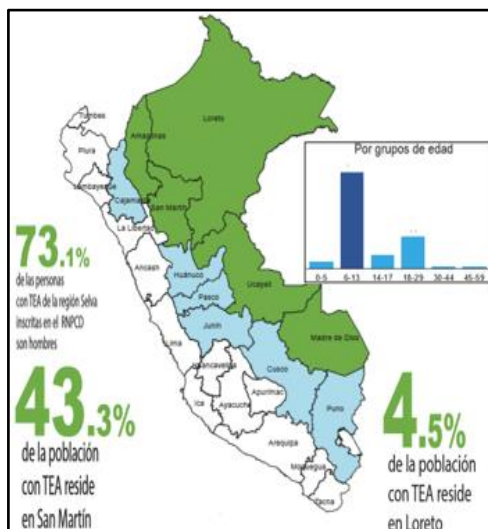 Tumbes
Piura
Lambayeque
Cajamarca
Amazonas
Loreto
San Martín
La Libertad
Ancash
Huánuco
Ucayali
Pasco
Junín
Lima
Huancavelica
Madre de Dios
Cusco
Ica
Ayacucho
Apurímac
Puno
Arequipa
Moquegua
Tacna
Por grupos de edad
0-5 6-13 14-17 18-29 30-44 45-59
73.1%
de las personas
con TEA de la región Selva
inscritas en el RNPCD
son hombres
43.3%
de la población
con TEA reside
en San Martín
4.5%
de la población
con TEA reside
en Loreto